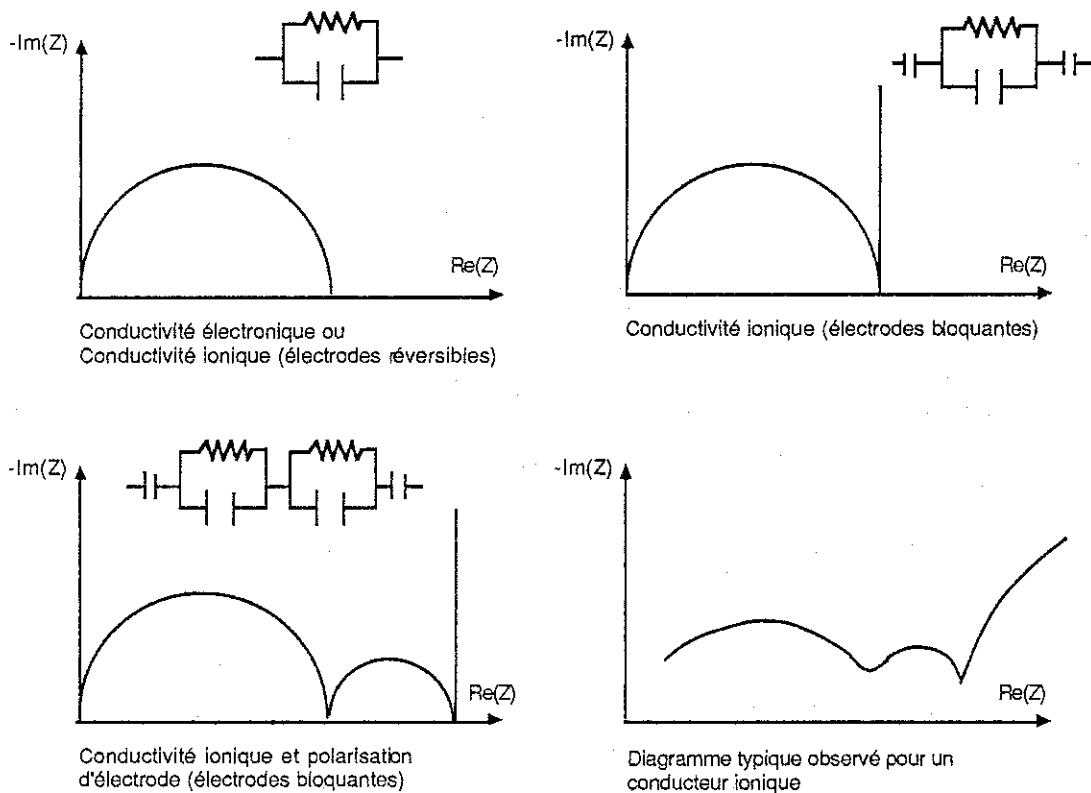 -Im(Z)
Re(Z)
Conductivité électronique ou
Conductivité ionique (électrodes réversibles)
-Im(Z)
Re(Z)
Conductivité ionique (électrodes bloquantes)
-Im(Z)
Re(Z)
Conductivité ionique et polarisation
d'électrode (électrodes bloquantes)
-Im(Z)
Re(Z)
Diagramme typique observé pour un
conducteur ionique